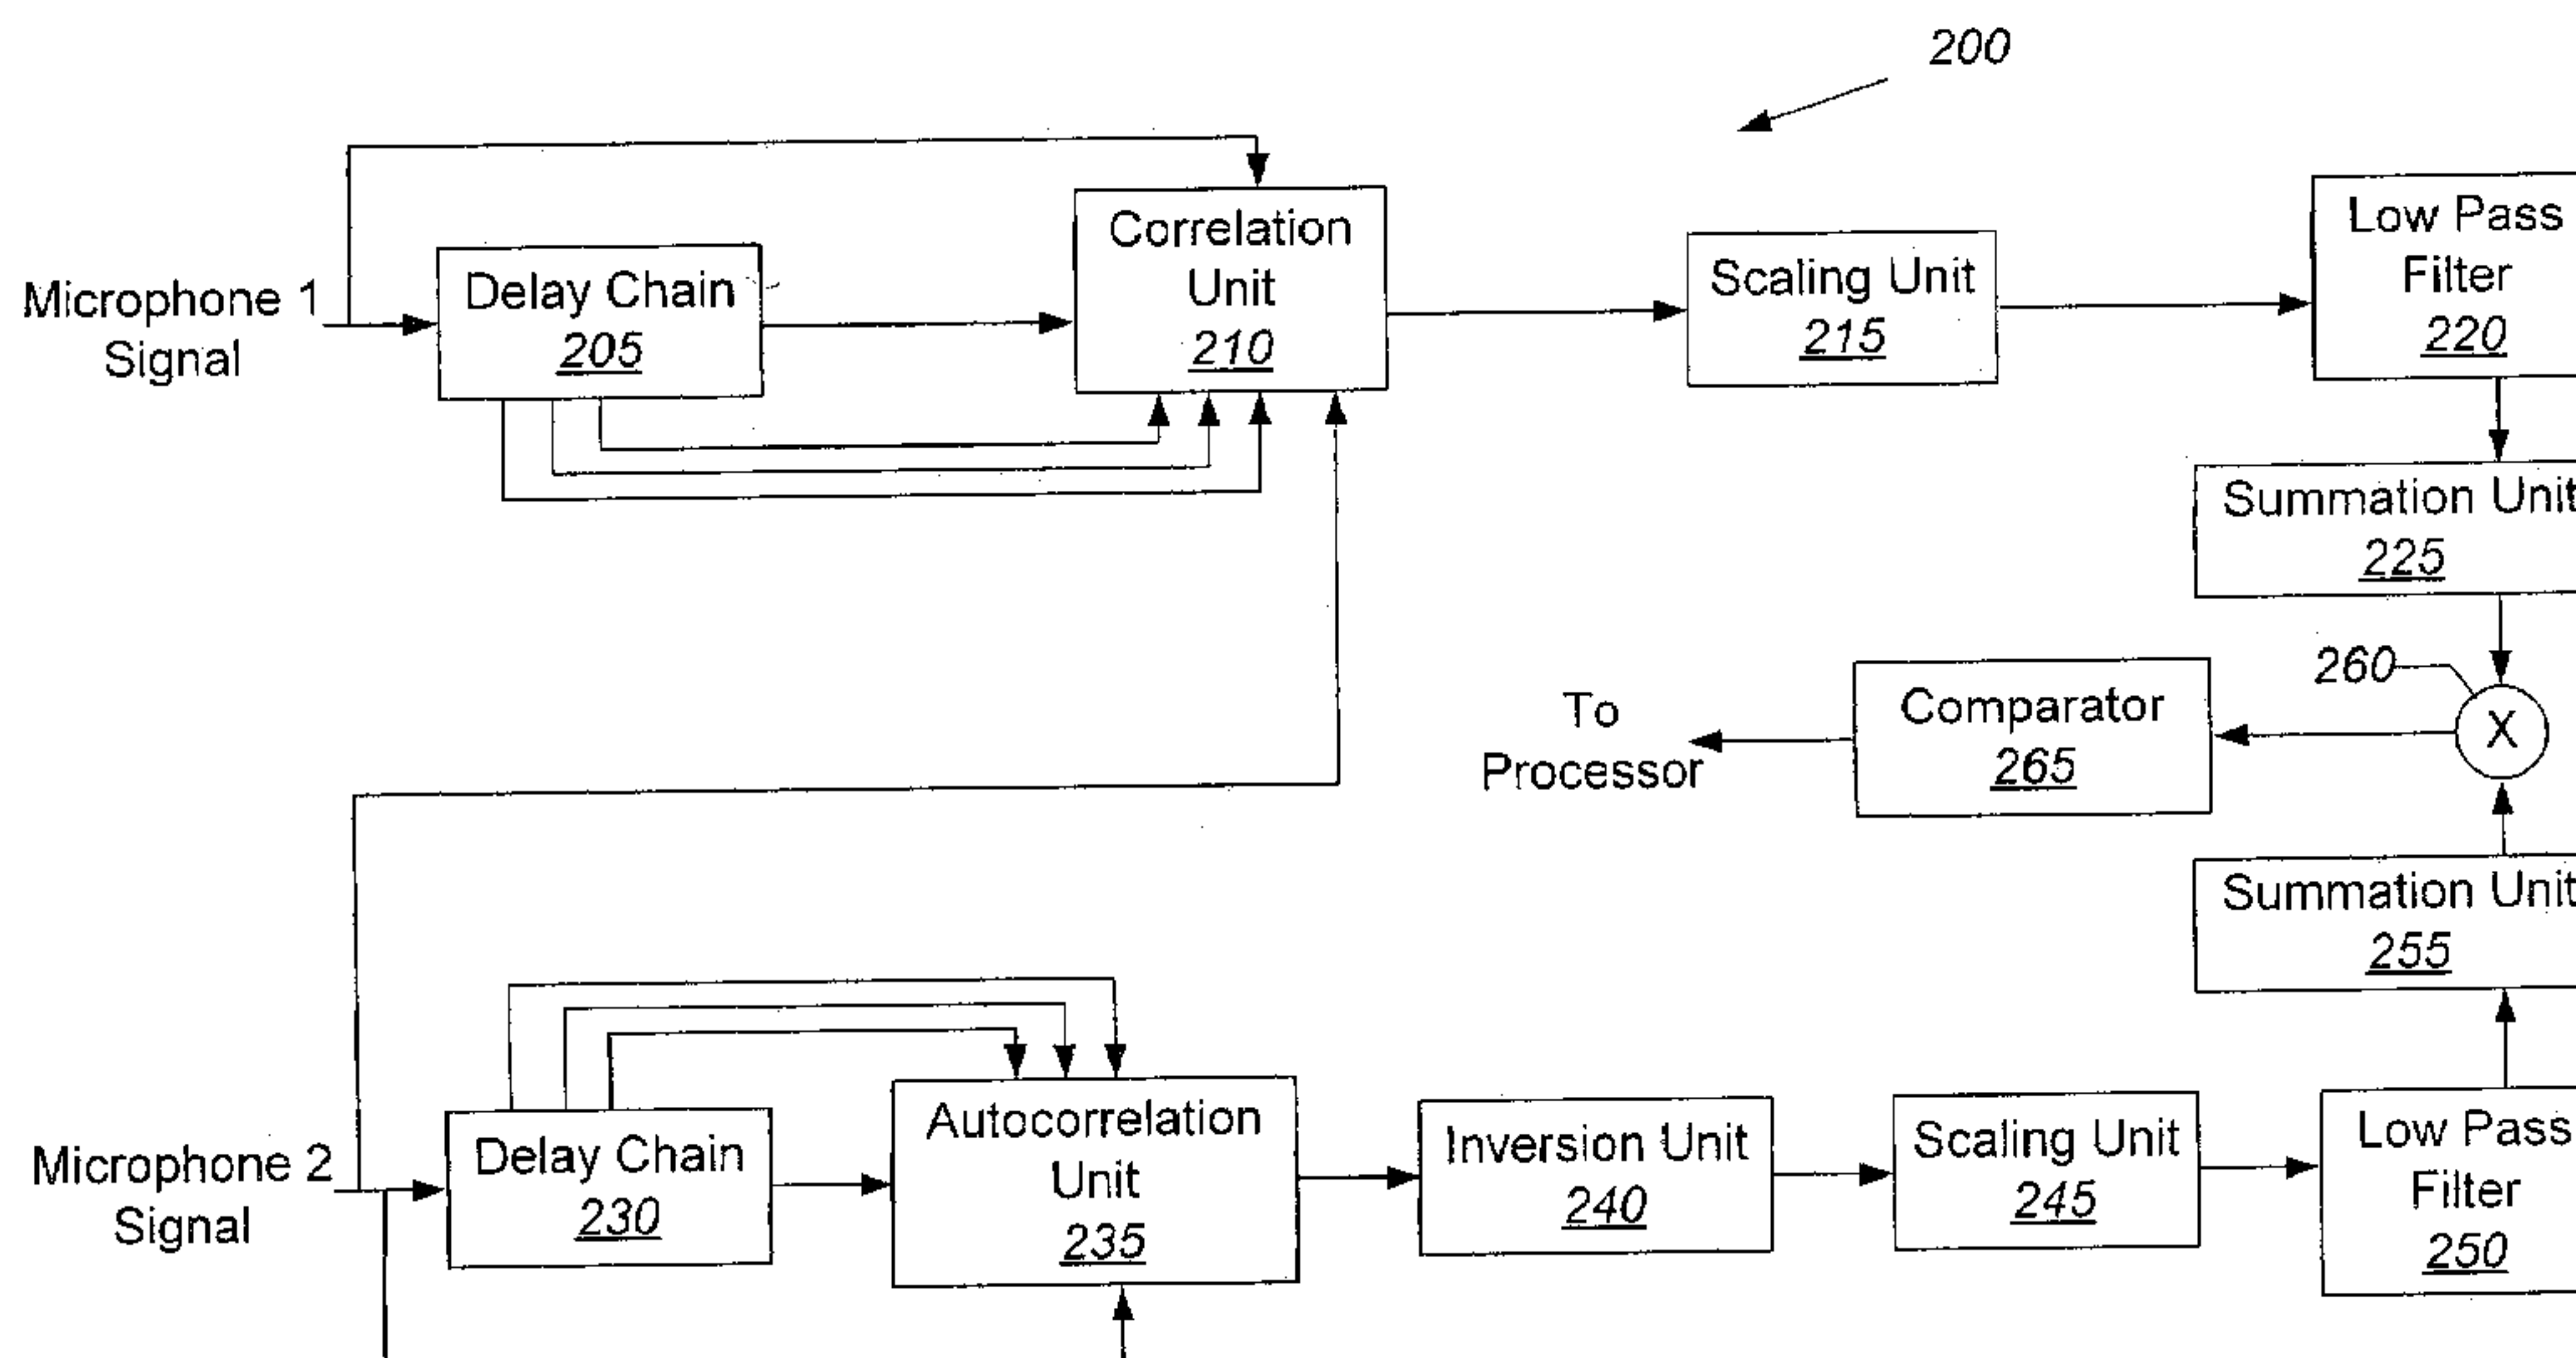 200
Microphone 1
Signal
Delay Chain
205
Correlation
Unit
210
Scaling Unit
215
Low Pass
Filter
220
Summation Unit
225
260
X
Comparator
265
To
Processor
Summation Unit
255
Microphone 2
Signal
Delay Chain
230
Autocorrelation
Unit
235
Inversion Unit
240
Scaling Unit
245
Low Pass
Filter
250